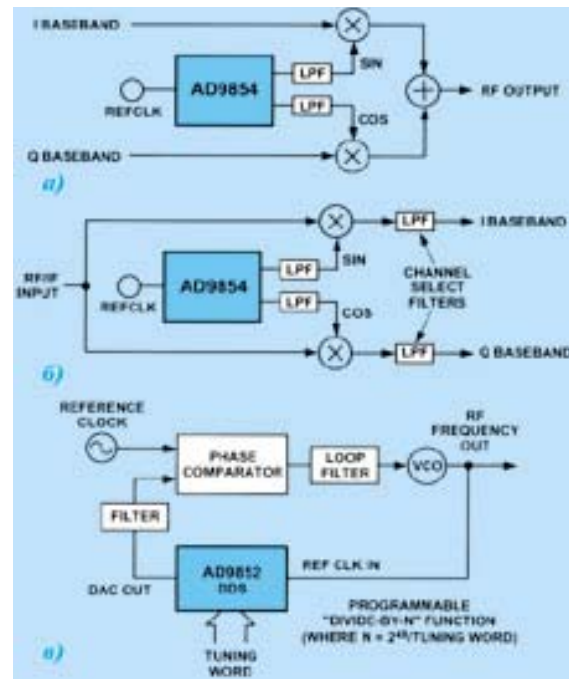 I BASEBAND
LPF
SIN
AD9854
REFCLK
LPF
COS
RF OUTPUT
Q BASEBAND
а)
LPF
I BASEBAND
RF/IF
INPUT
LPF
SIN
AD9854
REFCLK
LPF
COS
CHANNEL
SELECT
FILTERS
LPF
Q BASEBAND
б)
REFERENCE
CLOCK
PHASE
COMPARATOR
LOOP
FILTER
VCO
RF
FREQUENCY
OUT
FILTER
AD9852
DDS
REF CLK IN
DAC OUT
PROGRAMMABLE
"DIVIDE-BY-N" FUNCTION
(WHERE N = 2⁴⁸/TUNING WORD)
TUNING
WORD
в)